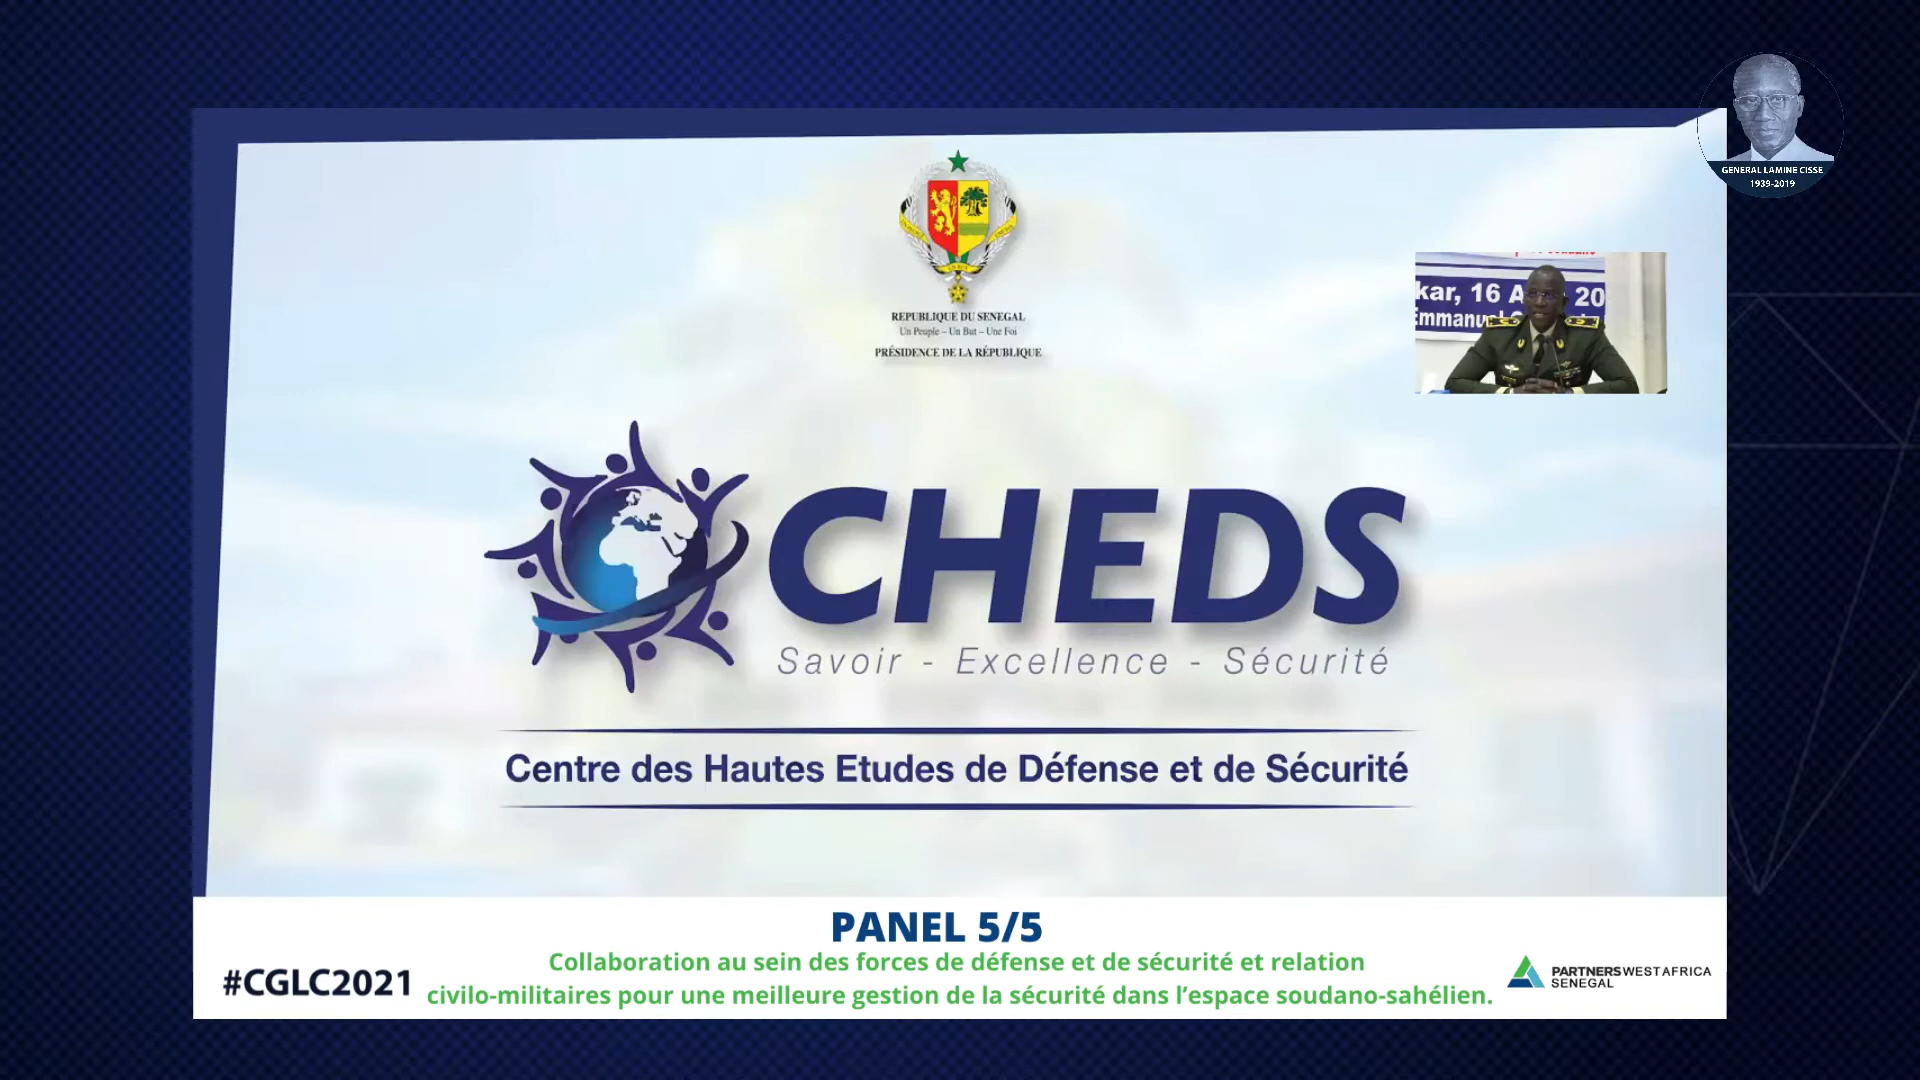 GENERAL LAMINE CISSE
1939-2019
REPUBLIQUE DU SENEGAL
Un Peuple – Un But – Une Foi
PRÉSIDENCE DE LA RÉPUBLIQUE
kar, 16 A 20
Emmanu
CHEDS
Savoir - Excellence - Sécurité
Centre des Hautes Etudes de Défense et de Sécurité
PANEL 5/5
Collaboration au sein des forces de défense et de sécurité et relation
civilo-militaires pour une meilleure gestion de la sécurité dans l’espace soudano-sahélien.
#CGLC2021
PARTNERS WEST AFRICA
SENEGAL